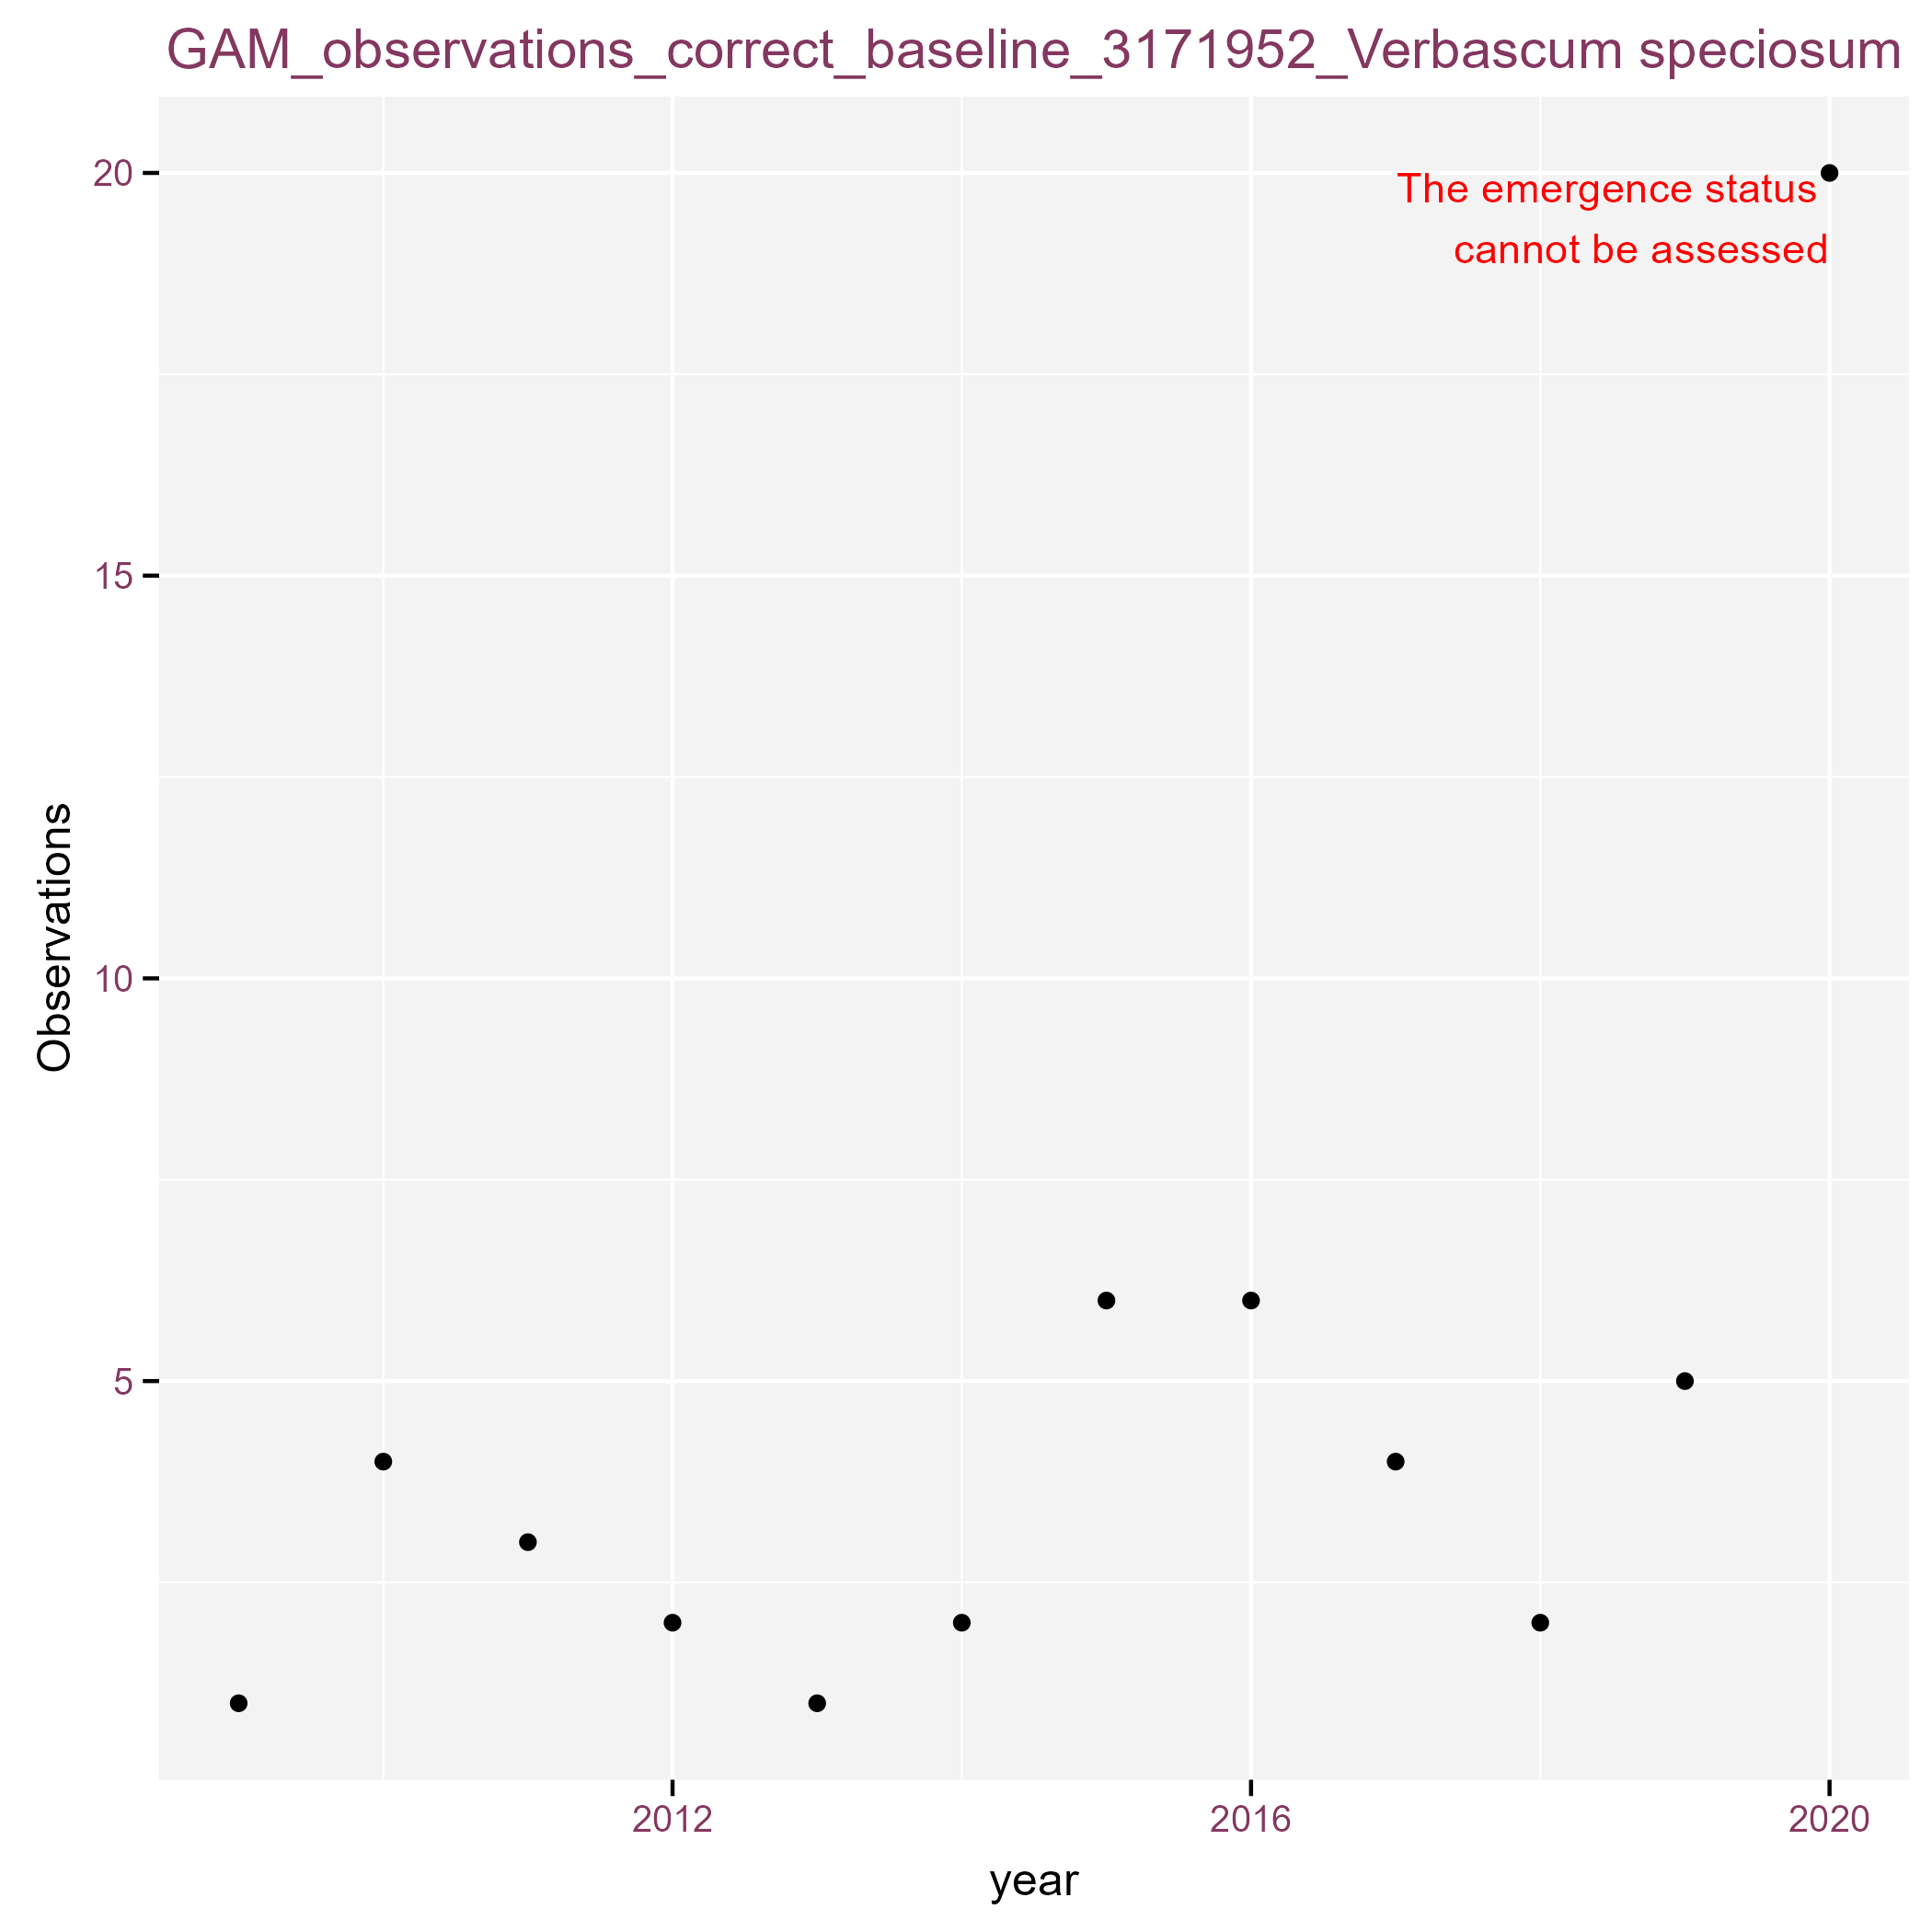 GAM_observations_correct_baseline_3171952_Verbascum speciosum
20
The emergence status
cannot be assessed
15
Observations
10
5
2012
2016
2020
year